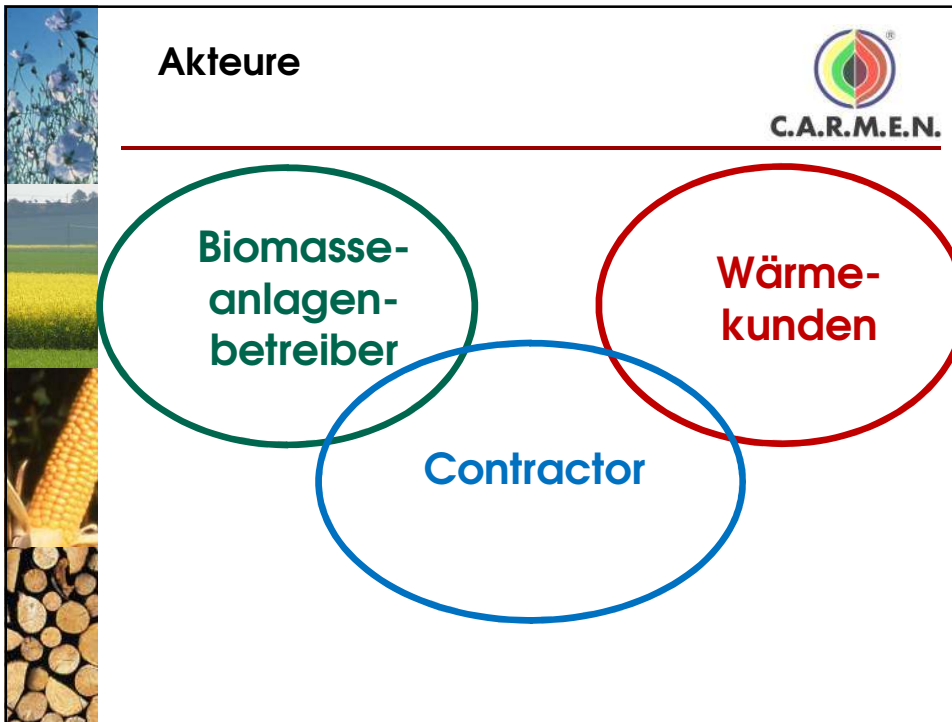 Akteure
®
C.A.R.M.E.N.
Biomasse-
anlagen-
betreiber
Wärme-
kunden
Contractor